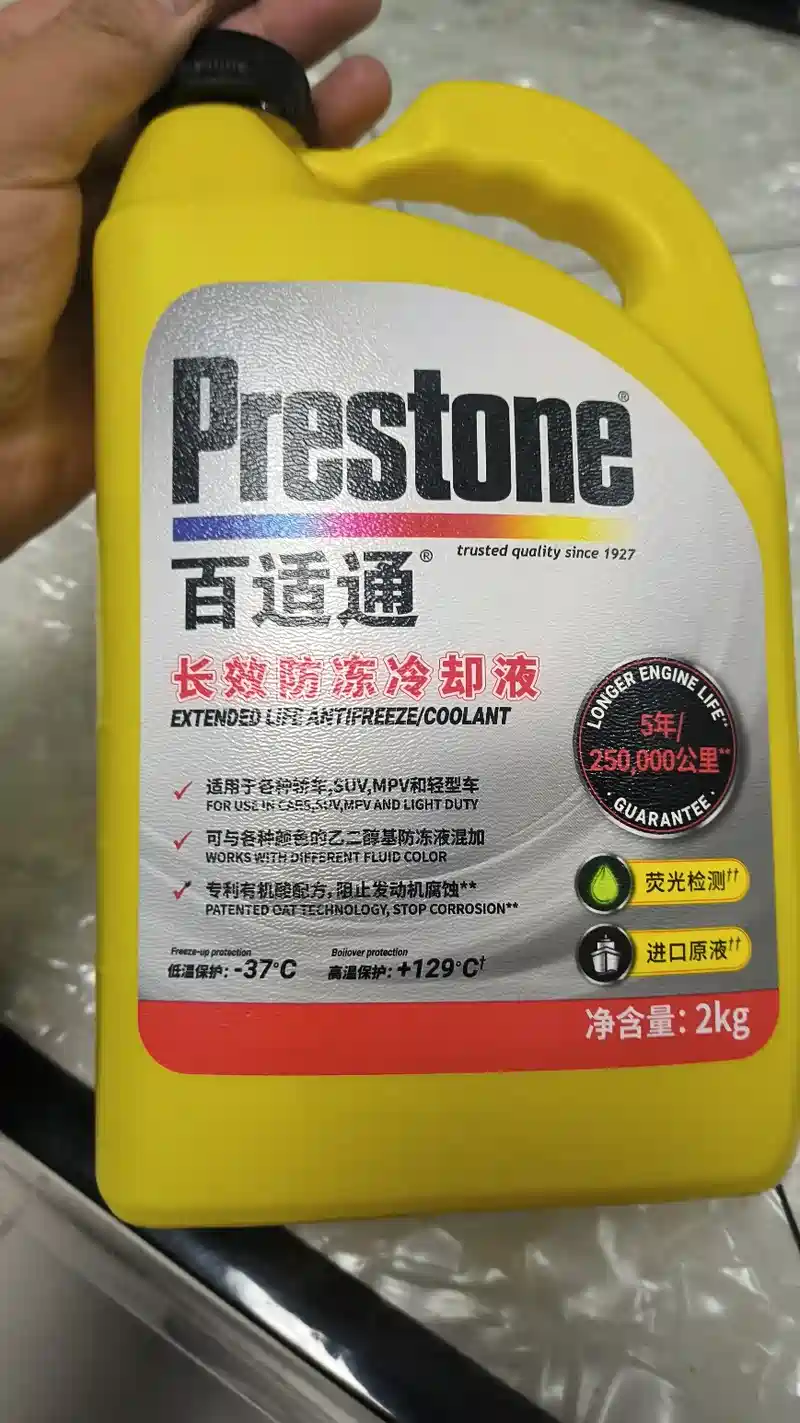 Prestone®
trusted quality since 1927
百适通®
长效防冻冷却液
EXTENDED LIFE ANTIFREEZE/COOLANT
LONGER ENGINE LIFE**
5年/
250,000公里**
· GUARANTEE ·
适用于各种轿车,SUV,MPV和轻型车
FOR USE IN CARS,SUV,MPV AND LIGHT DUTY
可与各种颜色的乙二醇基防冻液混加
WORKS WITH DIFFERENT FLUID COLOR
专利有机酸配方,阻止发动机腐蚀**
PATENTED OAT TECHNOLOGY, STOP CORROSION**
荧光检测††
进口原液††
Freeze-up protection
低温保护: -37°C
Boilover protection
高温保护: +129°C†
净含量: 2kg